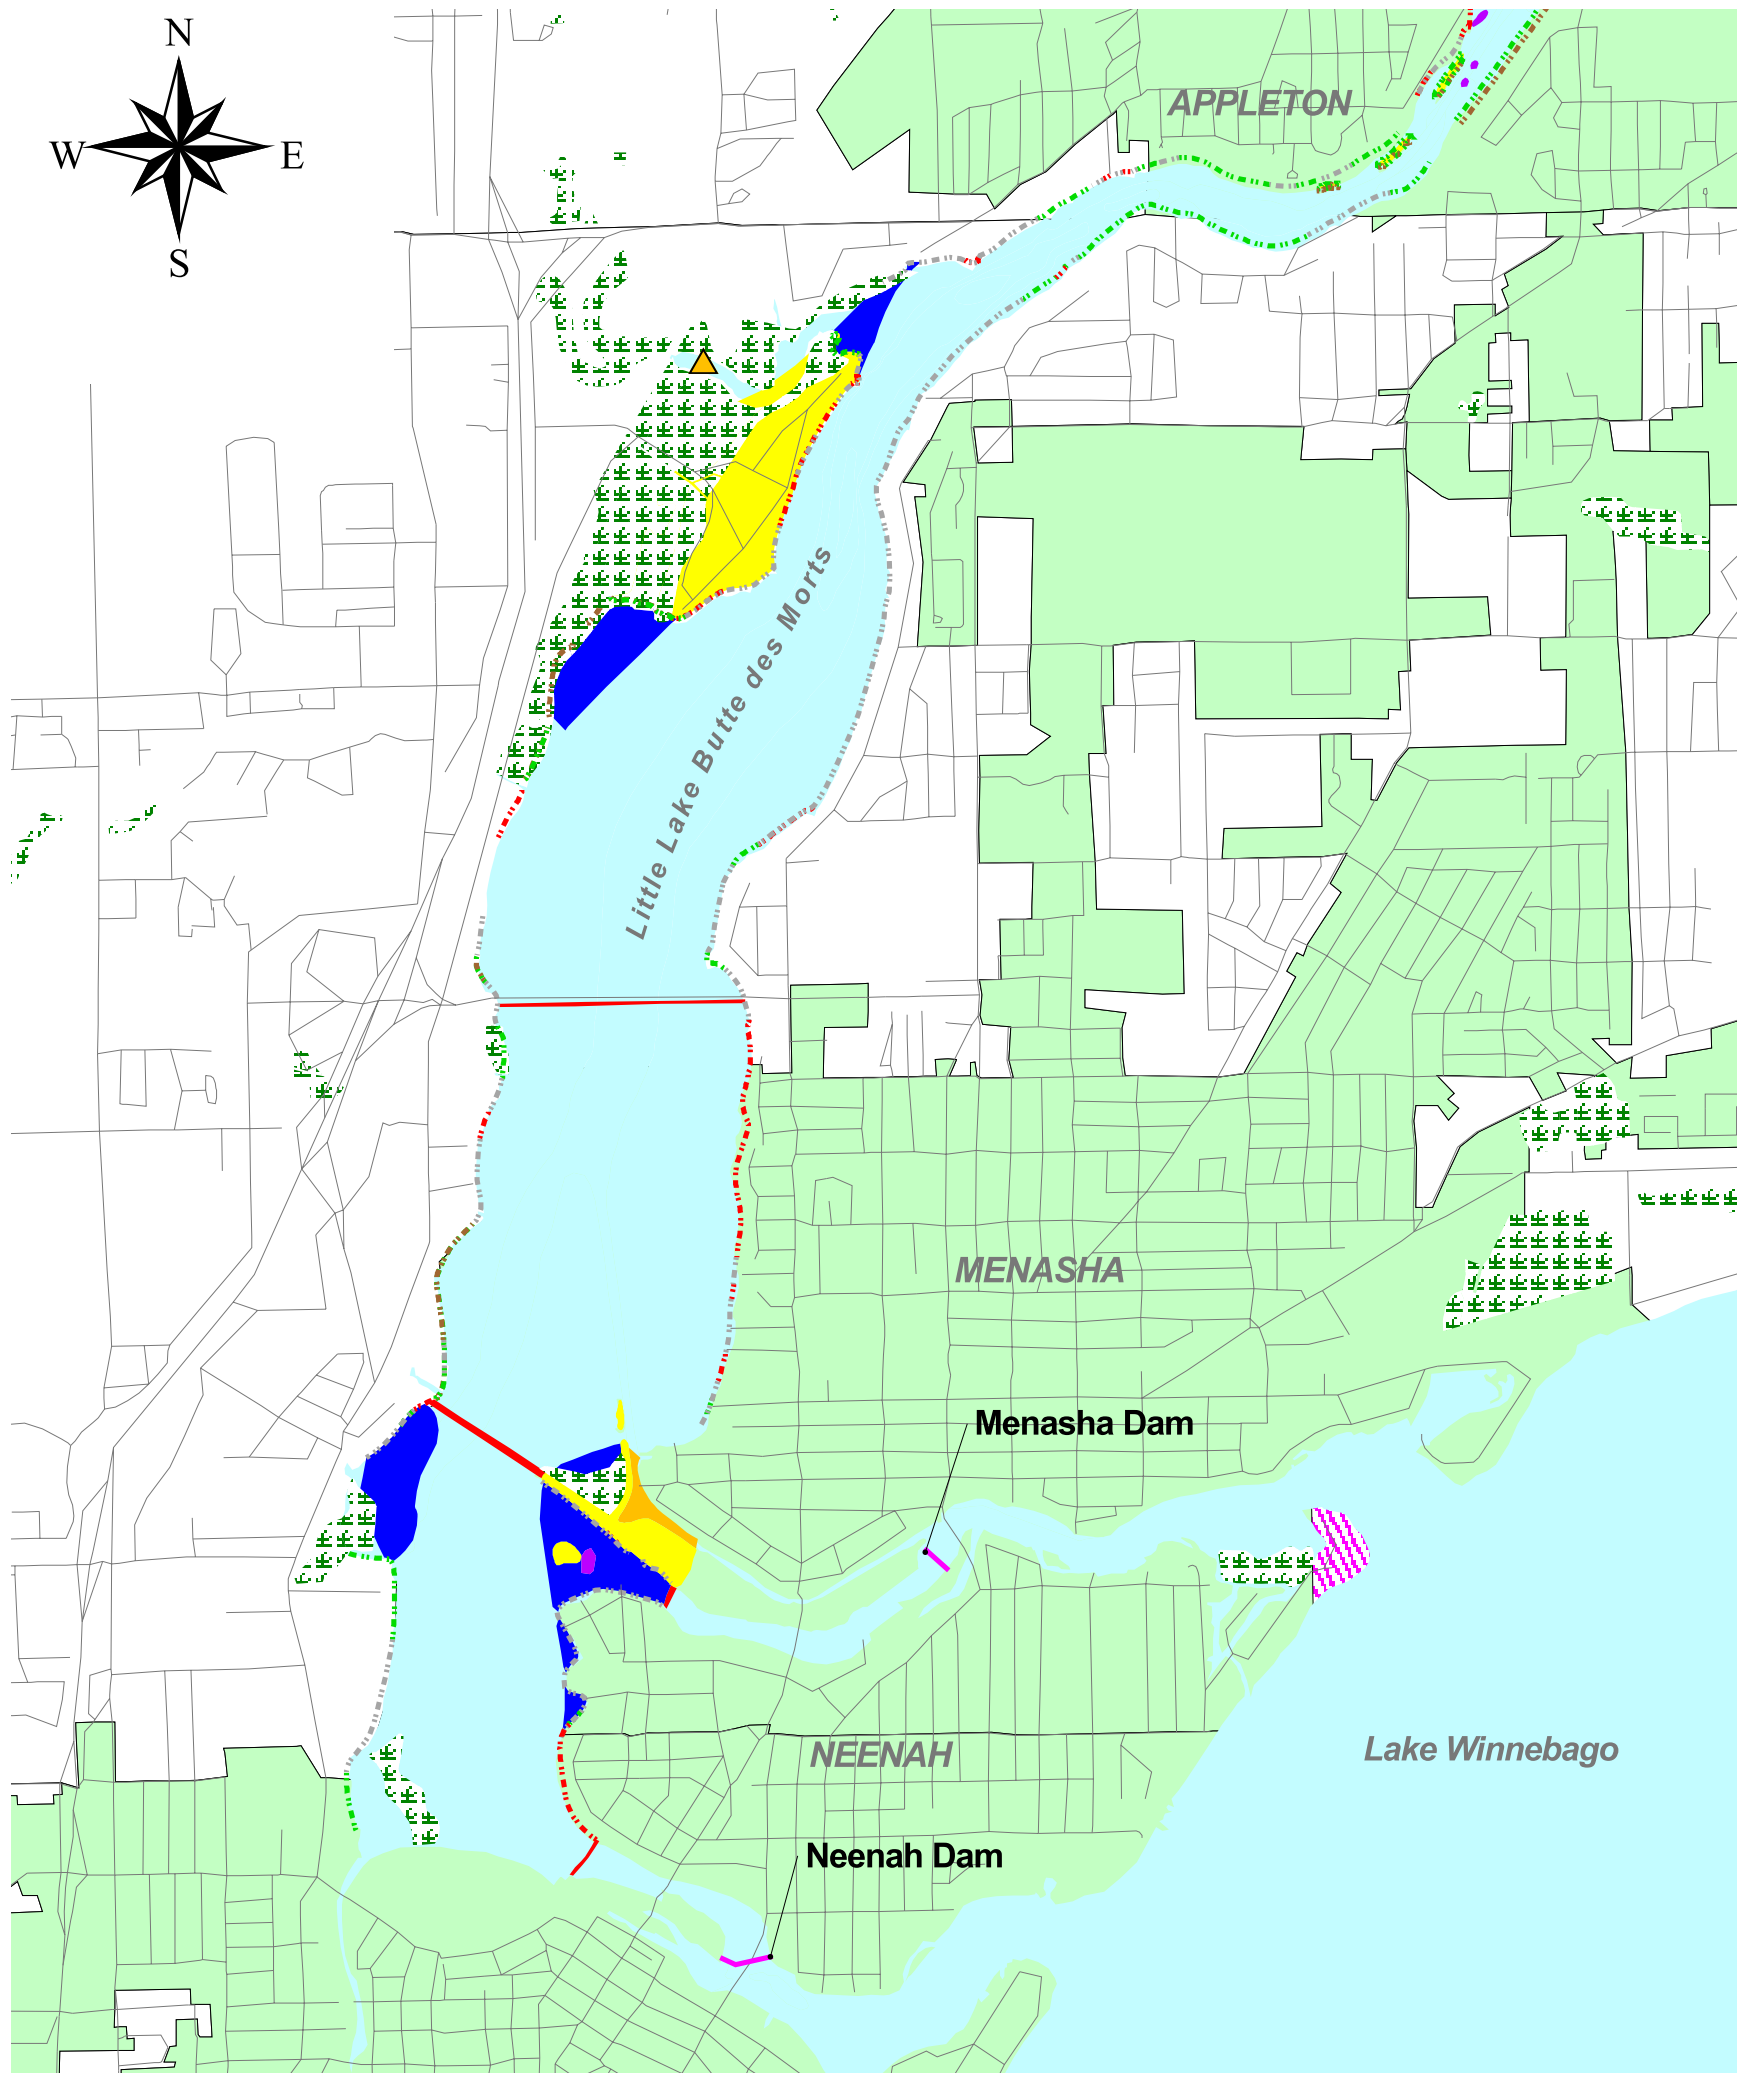 N
W E
S
APPLETON
Little Lake Butte des Morts
MENASHA
Menasha Dam
NEENAH
Lake Winnebago
Neenah Dam